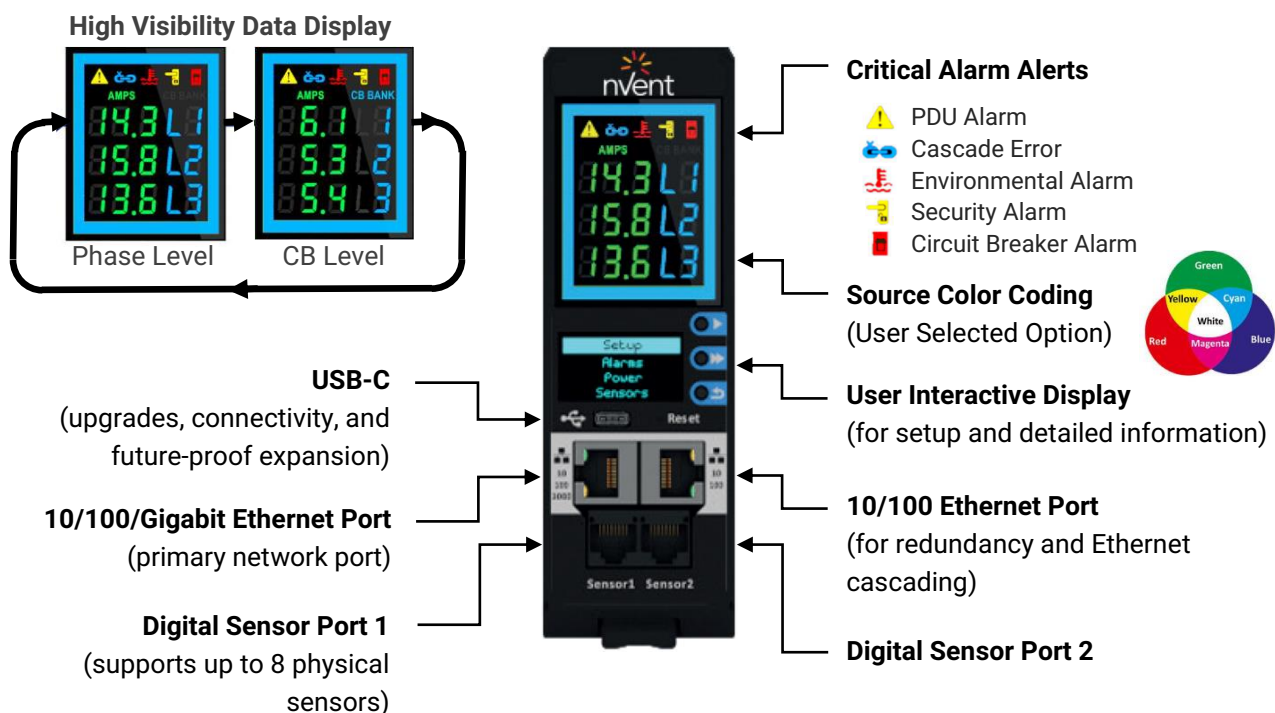 High Visibility Data Display
AMPS CB BANK
14.3 L1
15.8 L2
13.6 L3
Phase Level
AMPS CB BANK
6.1 1
5.3 2
5.4 3
CB Level
nVent
AMPS CB BANK
14.3 L1
15.8 L2
13.6 L3
Setup
Alarms
Power
Sensors
Reset
10
100
1000
10
100
Sensor1 Sensor2
USB-C
(upgrades, connectivity, and
future-proof expansion)
10/100/Gigabit Ethernet Port
(primary network port)
Digital Sensor Port 1
(supports up to 8 physical
sensors)
Critical Alarm Alerts
PDU Alarm
Cascade Error
Environmental Alarm
Security Alarm
Circuit Breaker Alarm
Source Color Coding
(User Selected Option)
Green
Yellow Cyan
White
Red Magenta Blue
User Interactive Display
(for setup and detailed information)
10/100 Ethernet Port
(for redundancy and Ethernet
cascading)
Digital Sensor Port 2